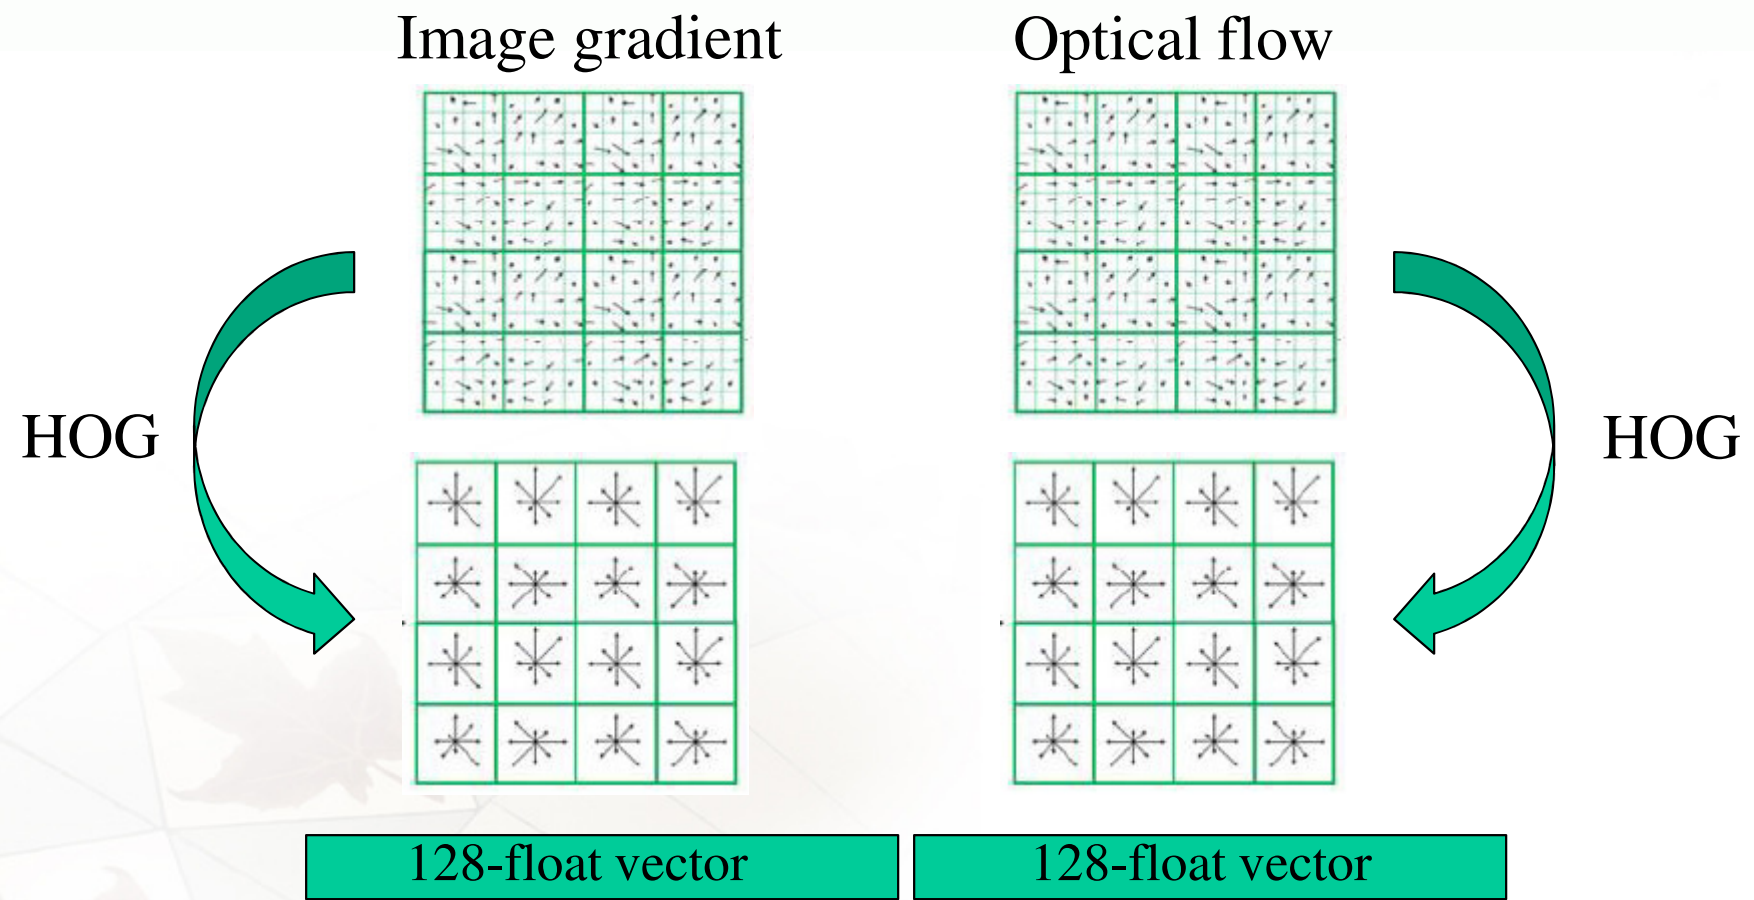 Image gradient
Optical flow
HOG
HOG
128-float vector
128-float vector